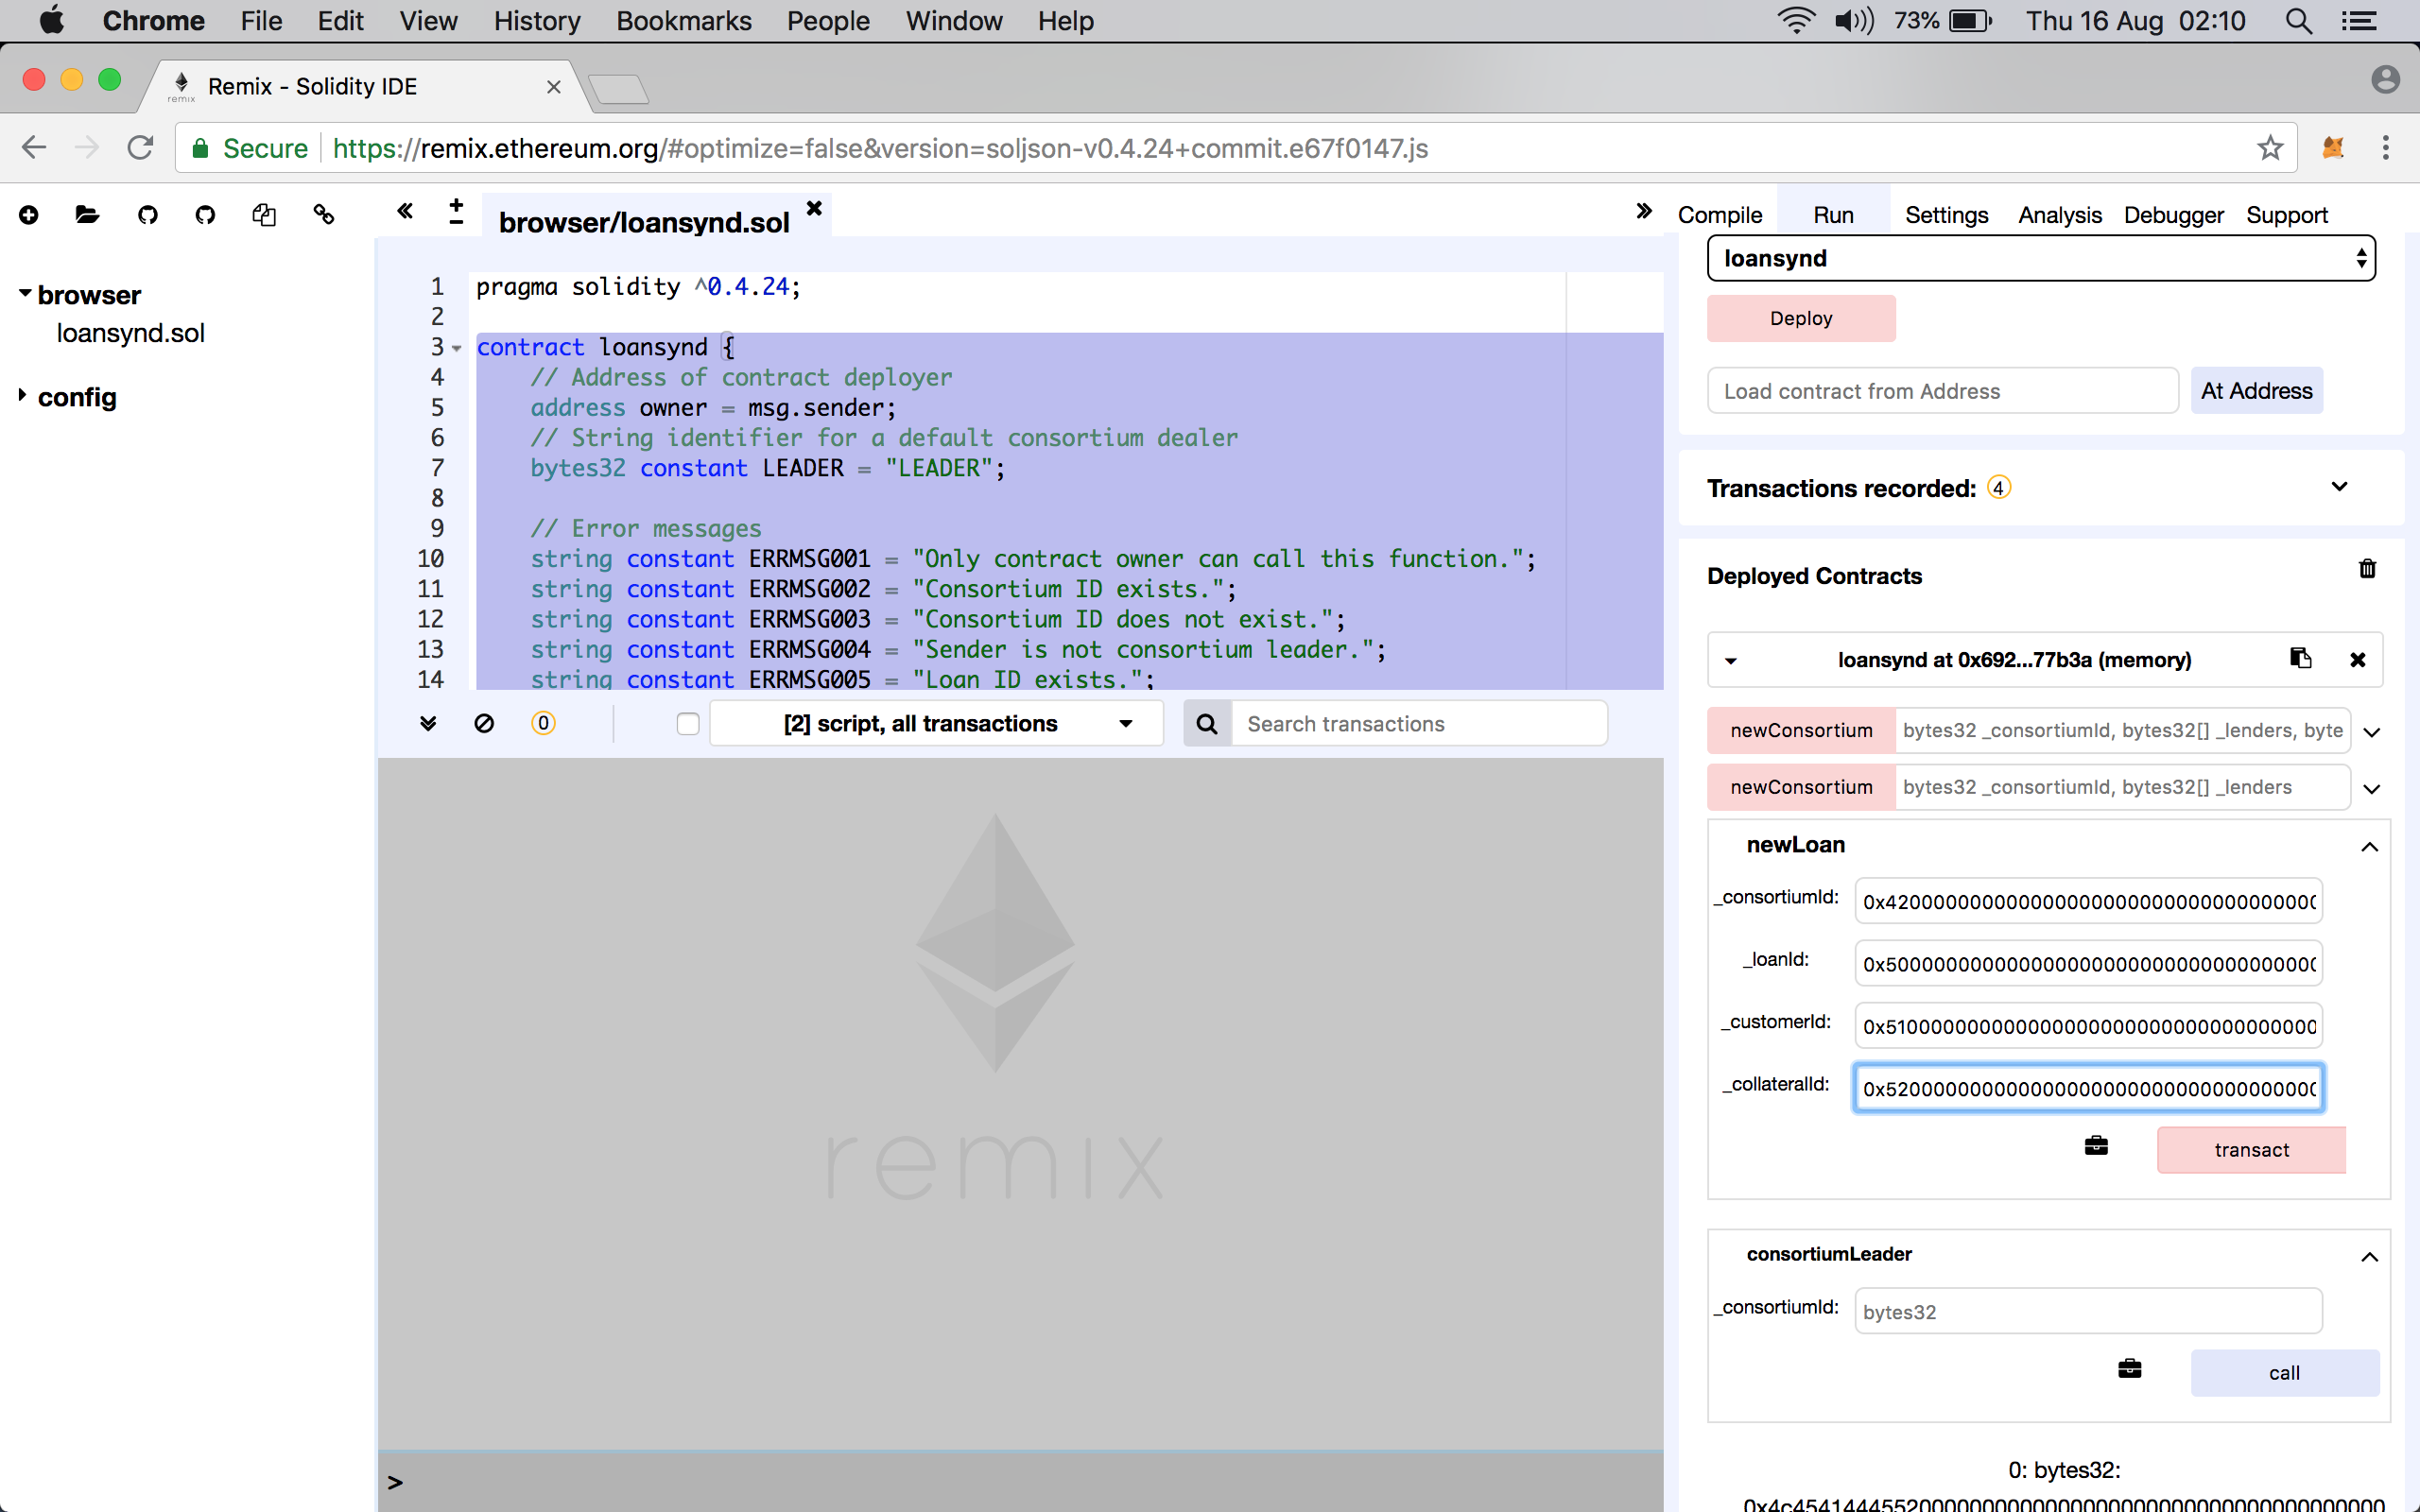 Chrome File Edit View History Bookmarks People Window Help 73% Thu 16 Aug 02:10
remix Remix - Solidity IDE
Secure https://remix.ethereum.org/#optimize=false&version=soljson-v0.4.24+commit.e67f0147.js
browser/loansynd.sol
Compile Run Settings Analysis Debugger Support
browser
loansynd.sol
config
1 pragma solidity ^0.4.24;
2
3 contract loansynd {
4 // Address of contract deployer
5 address owner = msg.sender;
6 // String identifier for a default consortium dealer
7 bytes32 constant LEADER = "LEADER";
8
9 // Error messages
10 string constant ERRMSG001 = "Only contract owner can call this function.";
11 string constant ERRMSG002 = "Consortium ID exists.";
12 string constant ERRMSG003 = "Consortium ID does not exist.";
13 string constant ERRMSG004 = "Sender is not consortium leader.";
14 string constant ERRMSG005 = "Loan ID exists.";
0 [2] script, all transactions Search transactions
remix
>
loansynd
Deploy
Load contract from Address At Address
Transactions recorded: 4
Deployed Contracts
loansynd at 0x692...77b3a (memory)
newConsortium bytes32 _consortiumId, bytes32[] _lenders, byte
newConsortium bytes32 _consortiumId, bytes32[] _lenders
newLoan
_consortiumId:
_loanId:
_customerId:
_collateralId:
transact
consortiumLeader
_consortiumId: bytes32
call
0: bytes32: